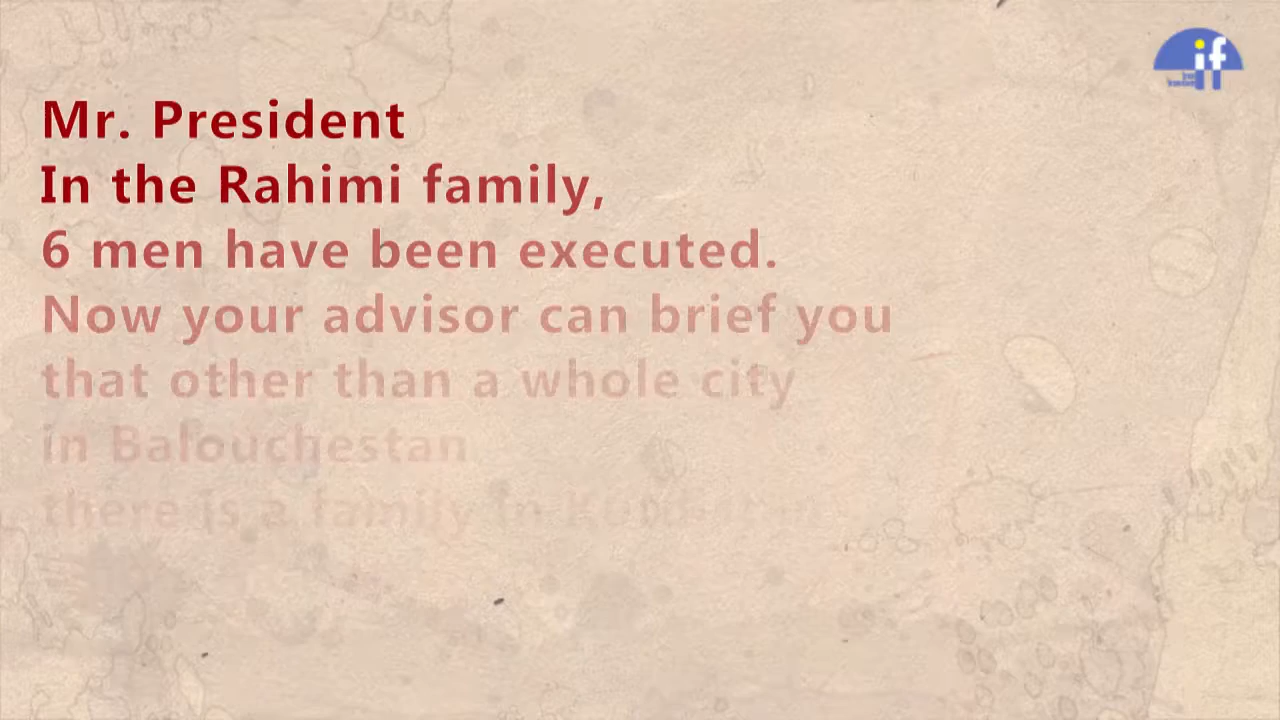 if
Mr. President
In the Rahimi family,
6 men have been executed.
Now your advisor can brief you
that other than a whole city
in Balouchestan
there is a family in